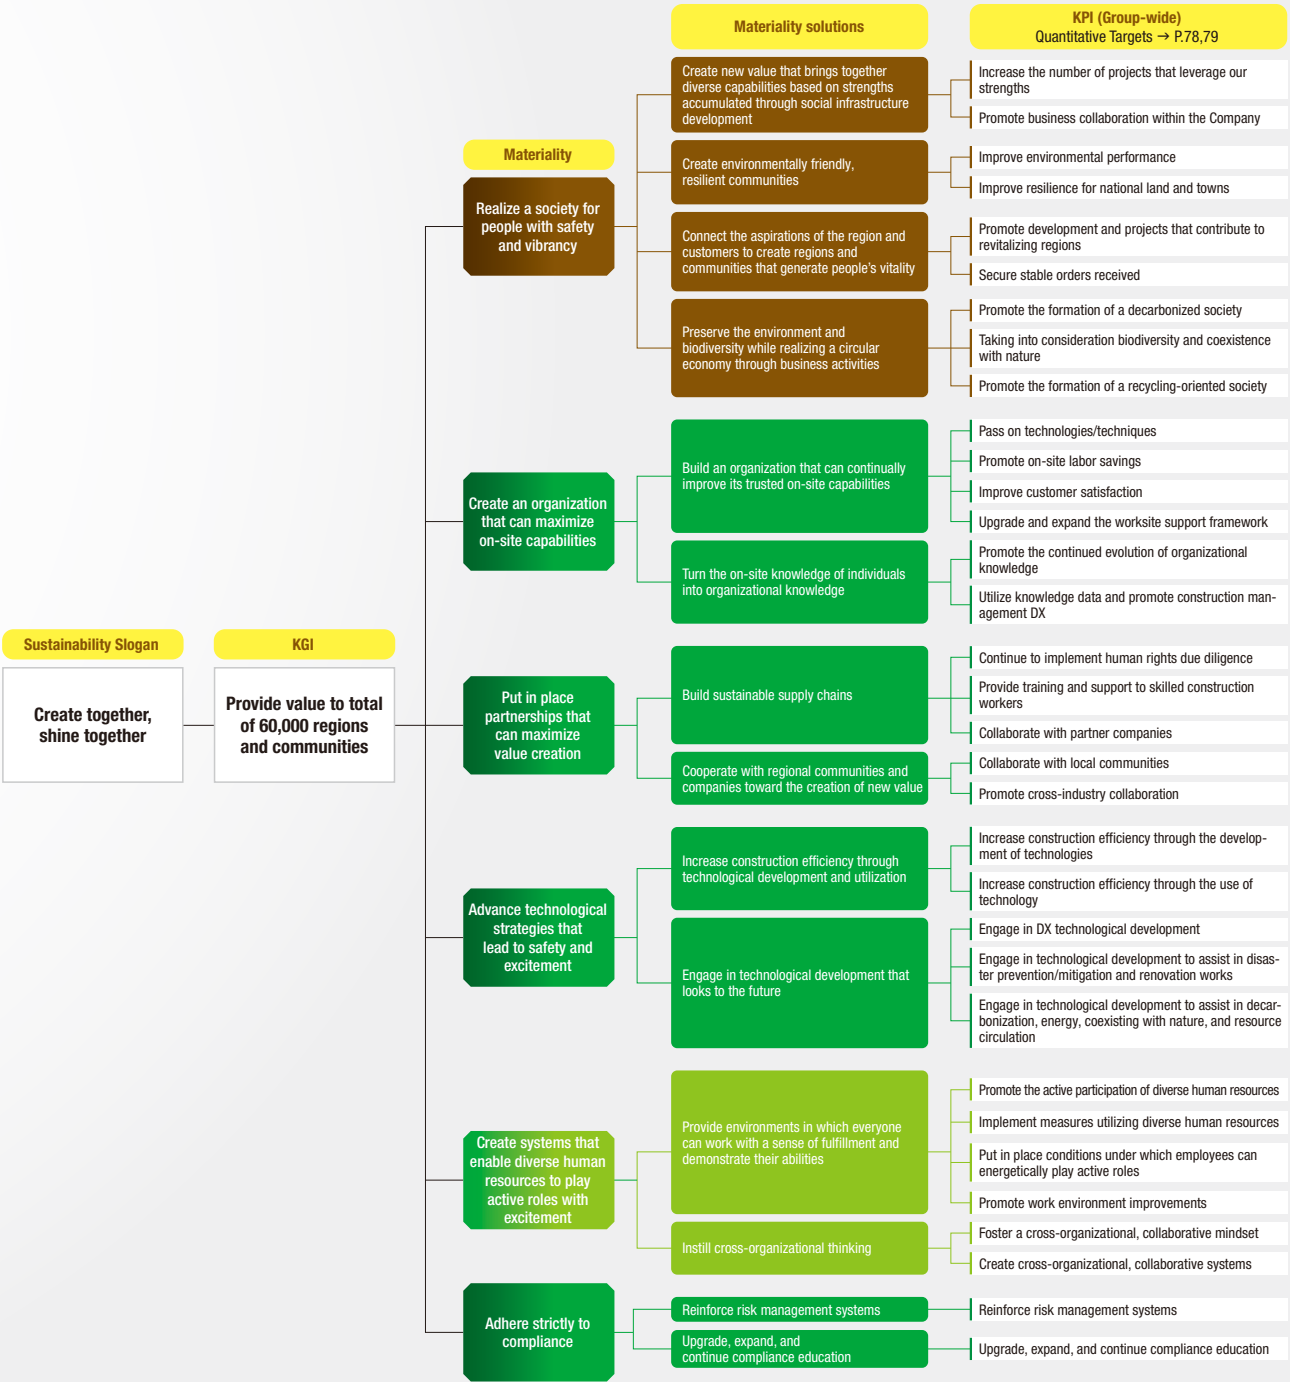 Sustainability Slogan
Create together,
shine together
KGI
Provide value to total
of 60,000 regions
and communities
Materiality
Materiality solutions
KPI (Group-wide)
Quantitative Targets → P.78,79
Realize a society for
people with safety
and vibrancy
Create new value that brings together
diverse capabilities based on strengths
accumulated through social infrastructure
development
Increase the number of projects that leverage our
strengths
Promote business collaboration within the Company
Create environmentally friendly,
resilient communities
Improve environmental performance
Improve resilience for national land and towns
Connect the aspirations of the region and
customers to create regions and
communities that generate people's vitality
Promote development and projects that contribute to
revitalizing regions
Secure stable orders received
Preserve the environment and
biodiversity while realizing a circular
economy through business activities
Promote the formation of a decarbonized society
Taking into consideration biodiversity and coexistence
with nature
Promote the formation of a recycling-oriented society
Create an organization
that can maximize
on-site capabilities
Build an organization that can continually
improve its trusted on-site capabilities
Pass on technologies/techniques
Promote on-site labor savings
Improve customer satisfaction
Upgrade and expand the worksite support framework
Turn the on-site knowledge of individuals
into organizational knowledge
Promote the continued evolution of organizational
knowledge
Utilize knowledge data and promote construction man-
agement DX
Put in place
partnerships that
can maximize
value creation
Build sustainable supply chains
Continue to implement human rights due diligence
Provide training and support to skilled construction
workers
Collaborate with partner companies
Cooperate with regional communities and
companies toward the creation of new value
Collaborate with local communities
Promote cross-industry collaboration
Advance technological
strategies that
lead to safety and
excitement
Increase construction efficiency through
technological development and utilization
Increase construction efficiency through the develop-
ment of technologies
Increase construction efficiency through the use of
technology
Engage in technological development that
looks to the future
Engage in DX technological development
Engage in technological development to assist in disas-
ter prevention/mitigation and renovation works
Engage in technological development to assist in decar-
bonization, energy, coexisting with nature, and resource
circulation
Create systems that
enable diverse human
resources to play
active roles with
excitement
Provide environments in which everyone
can work with a sense of fulfillment and
demonstrate their abilities
Promote the active participation of diverse human resources
Implement measures utilizing diverse human resources
Put in place conditions under which employees can
energetically play active roles
Promote work environment improvements
Instill cross-organizational thinking
Foster a cross-organizational, collaborative mindset
Create cross-organizational, collaborative systems
Adhere strictly to
compliance
Reinforce risk management systems
Reinforce risk management systems
Upgrade, expand, and
continue compliance education
Upgrade, expand, and continue compliance education